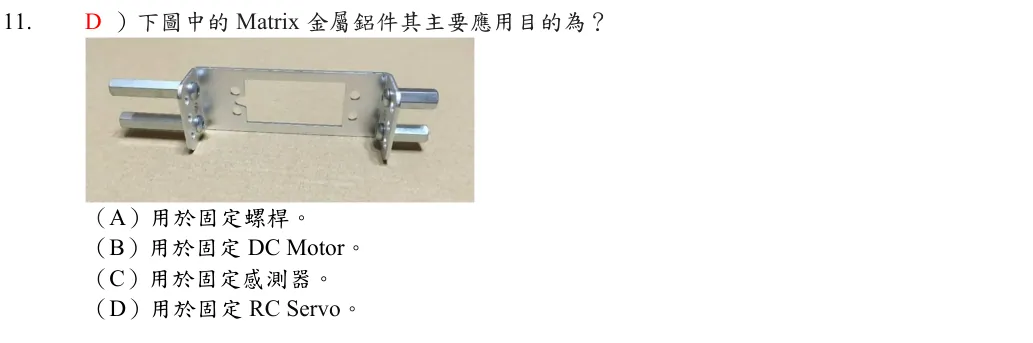 11. D ）下圖中的 Matrix 金屬鋁件其主要應用目的為？
（A）用於固定螺桿。
（B）用於固定 DC Motor。
（C）用於固定感測器。
（D）用於固定 RC Servo。